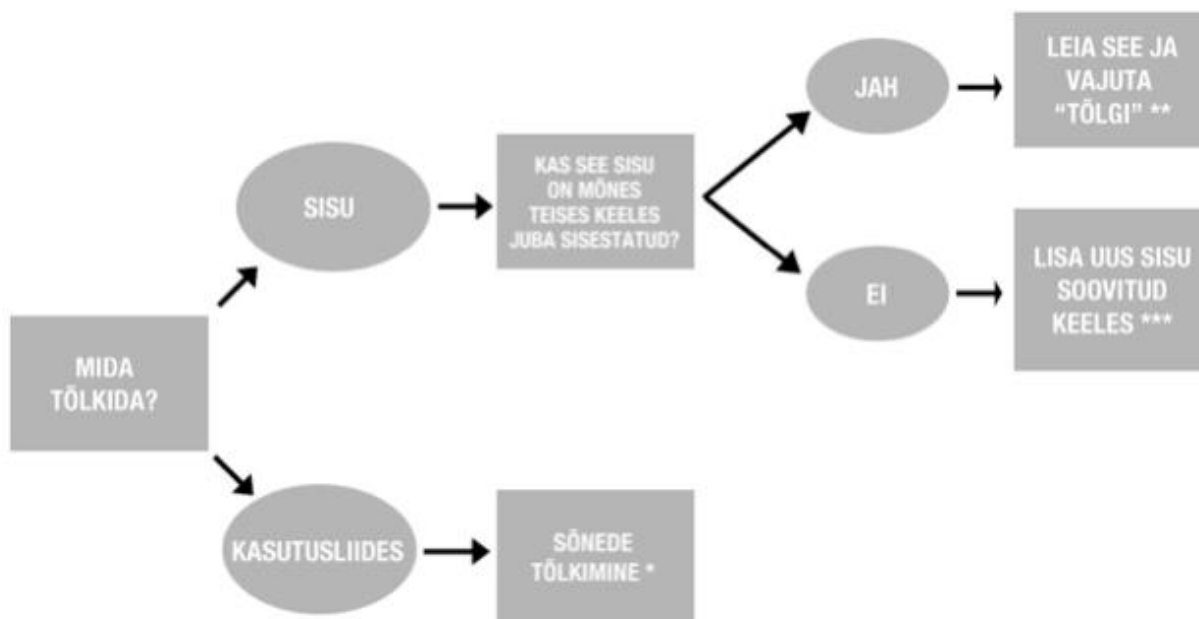 MIDA
TÕLKIDA?
SISU
KAS SEE SISU
ON MÕNES
TEISES KEELES
JUBA SISESTATUD?
JAH
LEIA SEE JA
VAJUTA
“TÕLGI” **
EI
LISA UUS SISU
SOOVITUD
KEELES ***
KASUTUSLIIDES
SÕNEDE
TÕLKIMINE *